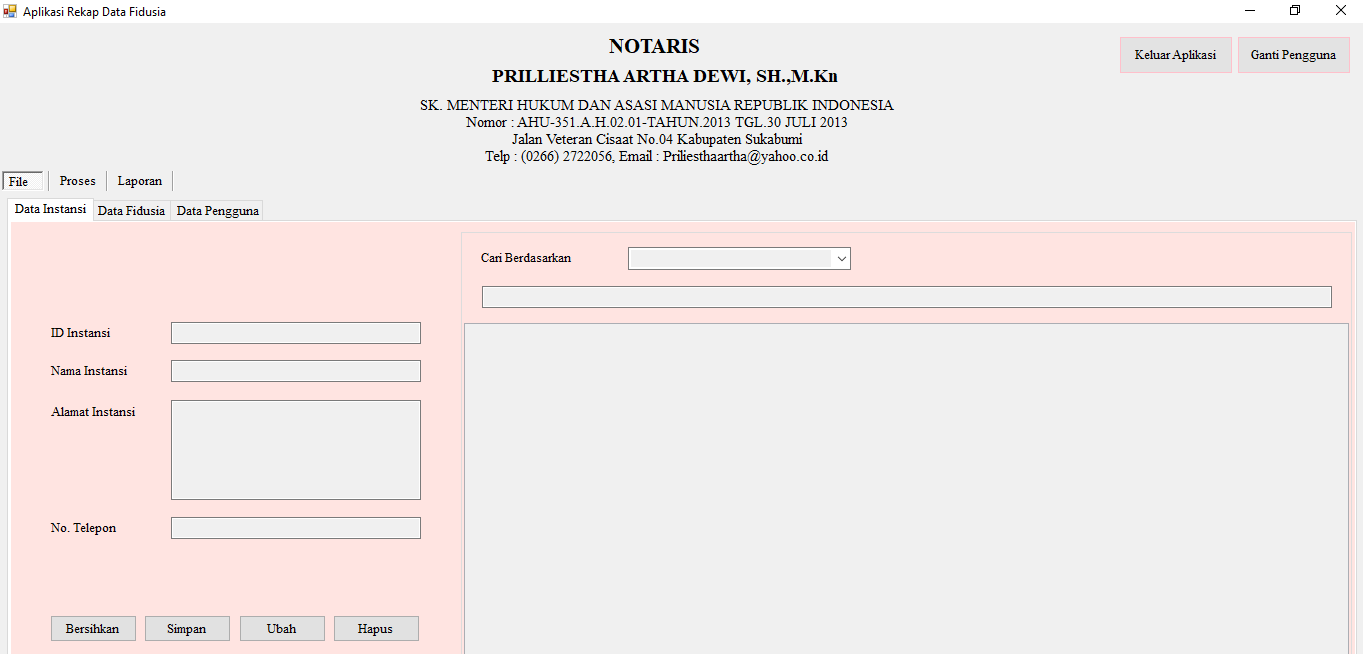 Aplikasi Rekap Data Fidusia
NOTARIS
PRILLIESTHA ARTHA DEWI, SH.,M.Kn
SK. MENTERI HUKUM DAN ASASI MANUSIA REPUBLIK INDONESIA
Nomor : AHU-351.A.H.02.01-TAHUN.2013 TGL.30 JULI 2013
Jalan Veteran Cisaat No.04 Kabupaten Sukabumi
Telp : (0266) 2722056, Email : Priliesthaartha@yahoo.co.id
Keluar Aplikasi
Ganti Pengguna
File
Proses
Laporan
Data Instansi
Data Fidusia
Data Pengguna
Cari Berdasarkan
ID Instansi
Nama Instansi
Alamat Instansi
No. Telepon
Bersihkan
Simpan
Ubah
Hapus